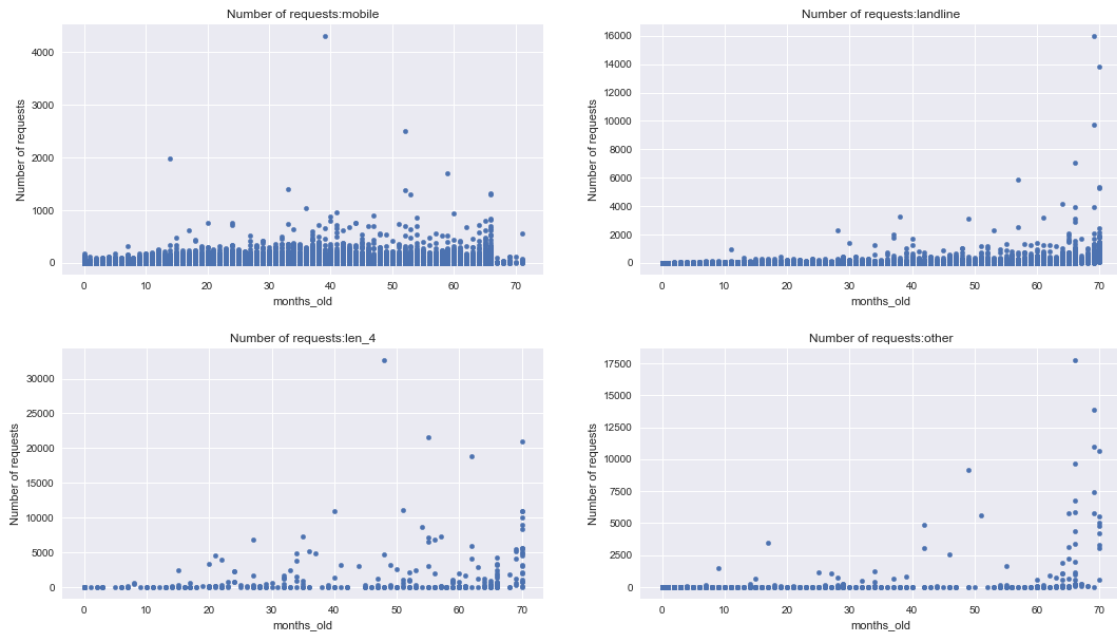 Number of requests:mobile
Number of requests
4000
3000
2000
1000
0
0 10 20 30 40 50 60 70
months_old
Number of requests:landline
Number of requests
16000
14000
12000
10000
8000
6000
4000
2000
0
0 10 20 30 40 50 60 70
months_old
Number of requests:len_4
Number of requests
30000
25000
20000
15000
10000
5000
0
0 10 20 30 40 50 60 70
months_old
Number of requests:other
Number of requests
17500
15000
12500
10000
7500
5000
2500
0
0 10 20 30 40 50 60 70
months_old